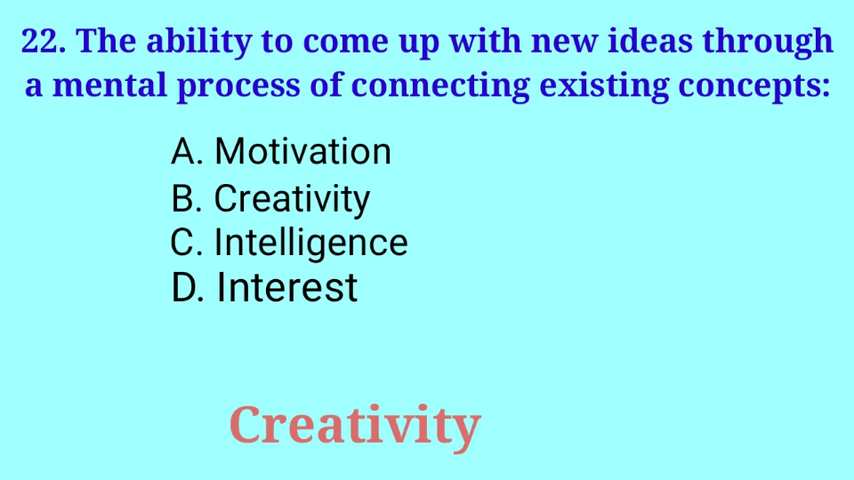 22. The ability to come up with new ideas through
a mental process of connecting existing concepts:
A. Motivation
B. Creativity
C. Intelligence
D. Interest
Creativity